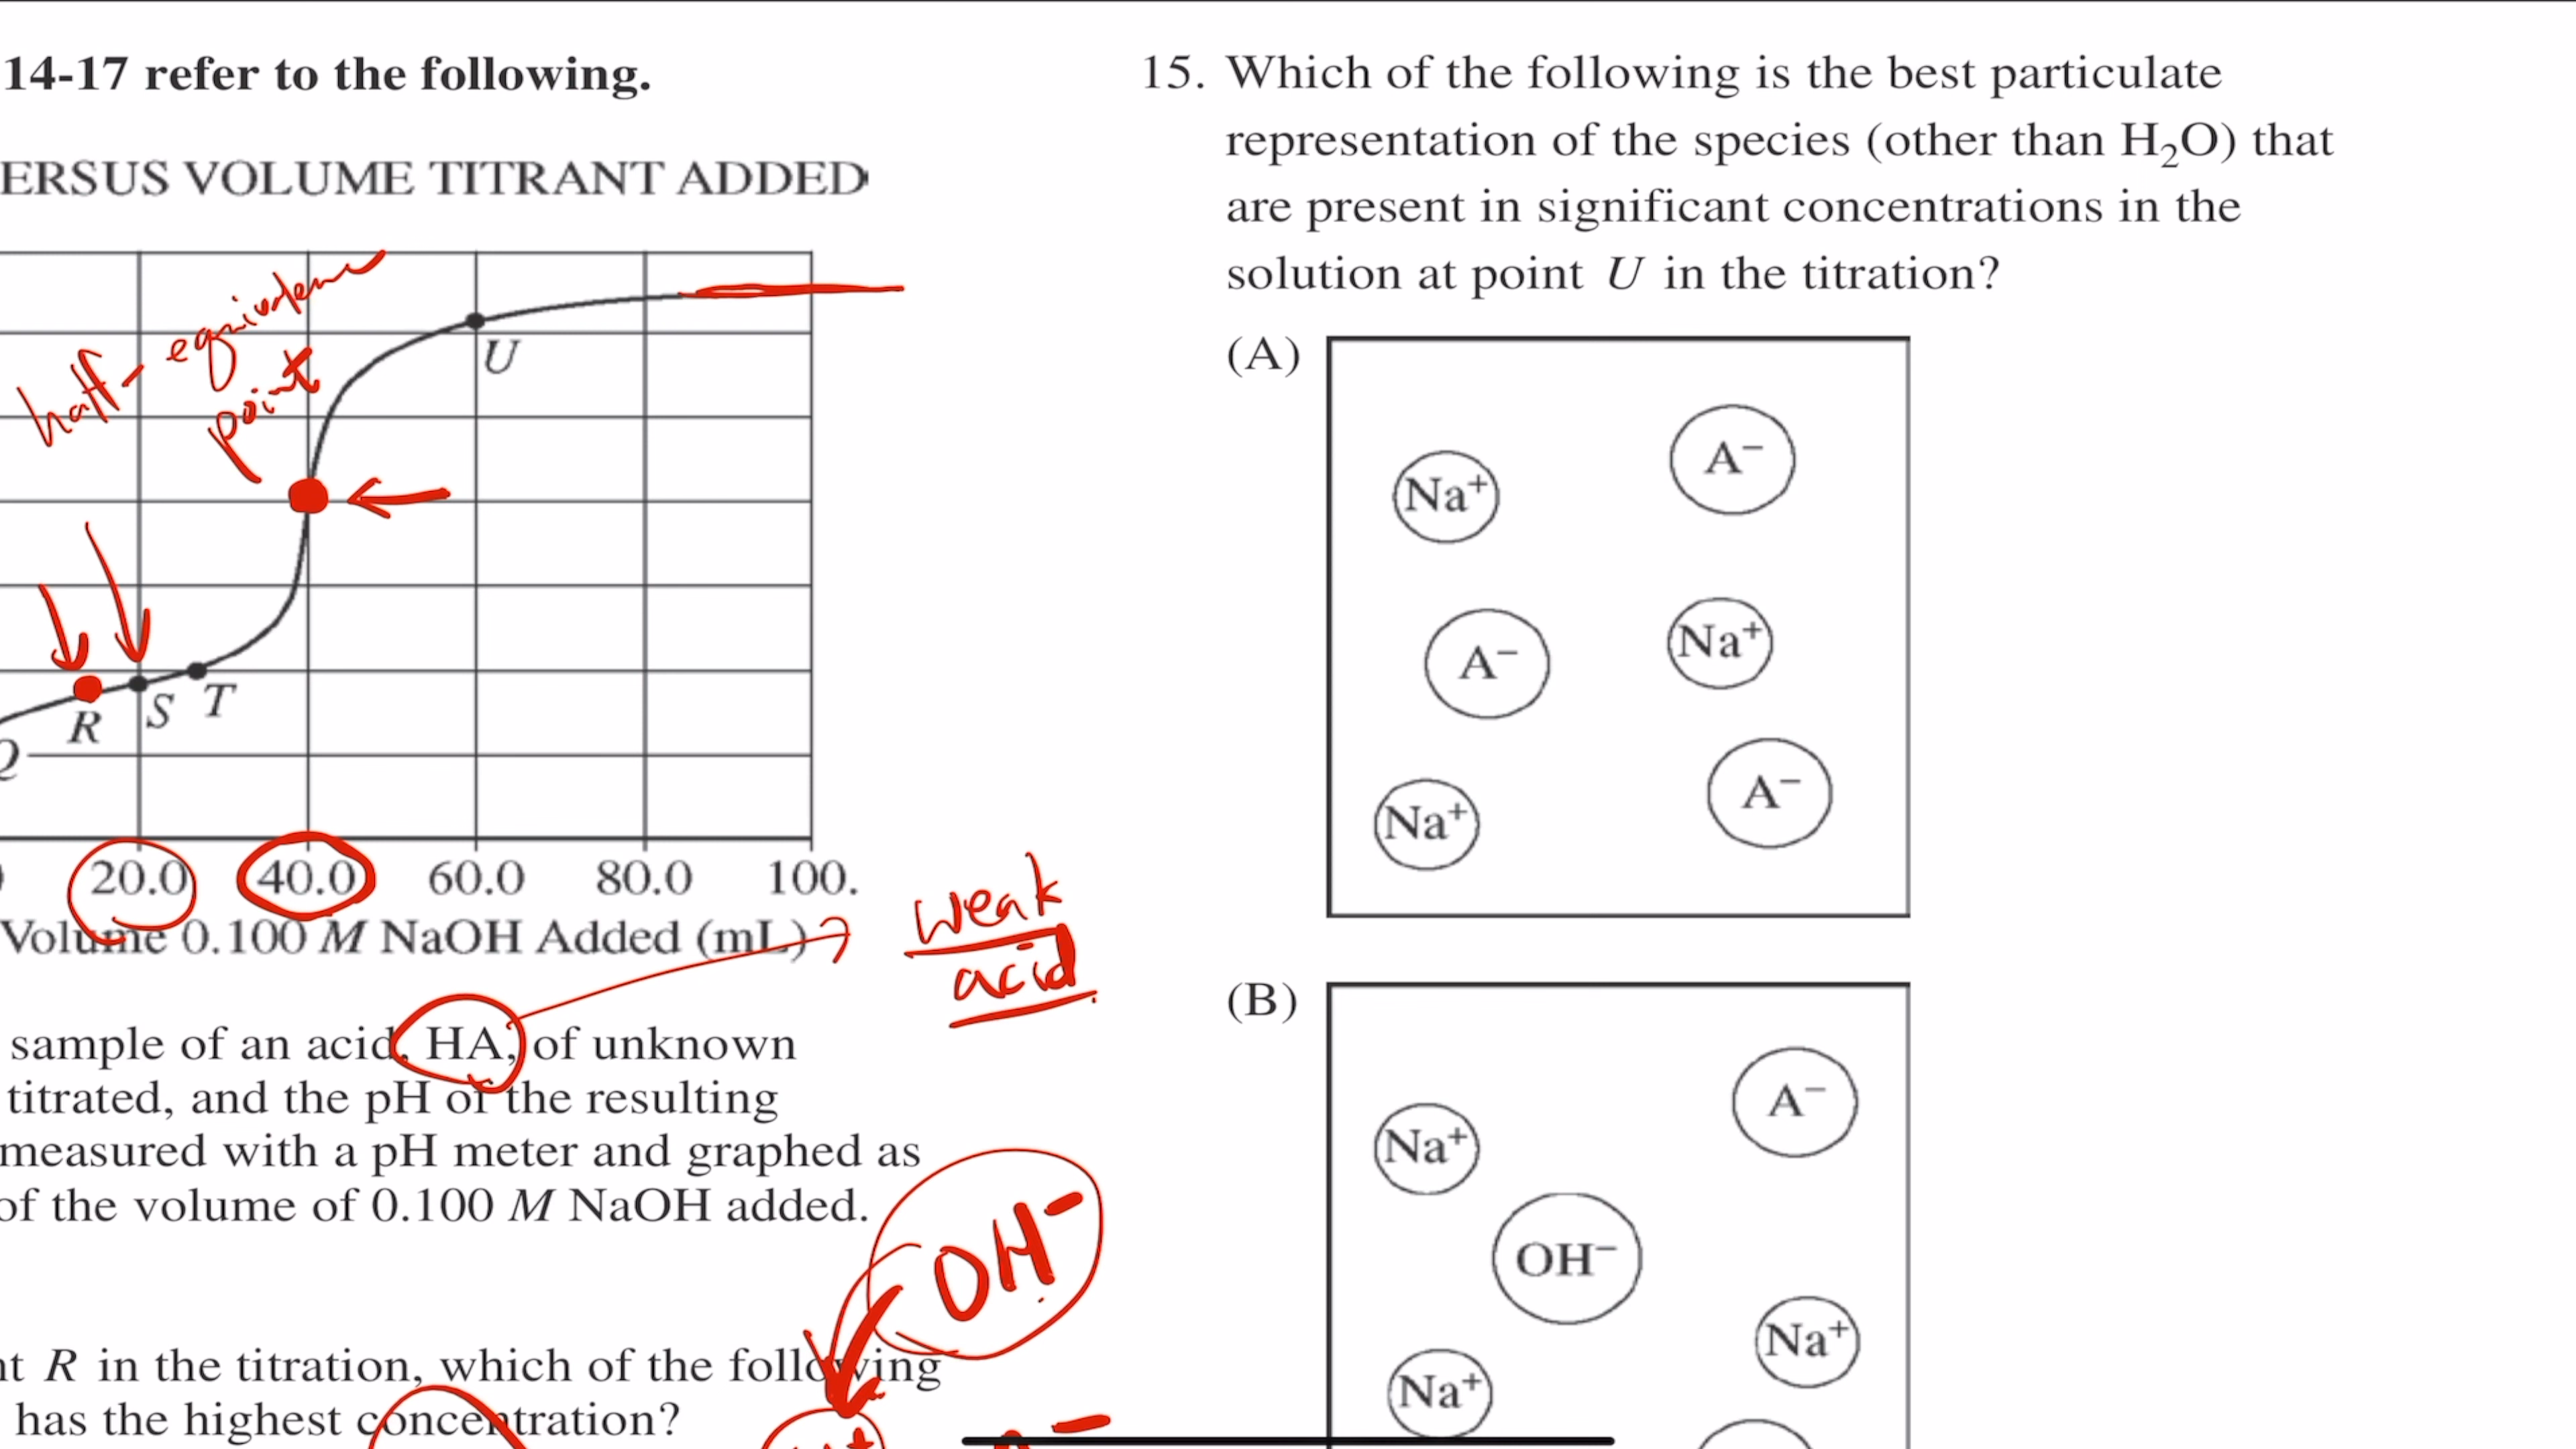 14-17 refer to the following.
ERSUS VOLUME TITRANT ADDED
half-equivalence
point
U
R
S
T
Q
20.0
40.0
60.0
80.0
100.
Volume 0.100 M NaOH Added (mL)
weak
acid
sample of an acid, HA, of unknown
titrated, and the pH of the resulting
measured with a pH meter and graphed as
of the volume of 0.100 M NaOH added.
OH⁻
R in the titration, which of the following
has the highest concentration?
15. Which of the following is the best particulate
representation of the species (other than H₂O) that
are present in significant concentrations in the
solution at point U in the titration?
(A)
A⁻
Na⁺
Na⁺
A⁻
A⁻
Na⁺
(B)
A⁻
Na⁺
OH⁻
Na⁺
Na⁺